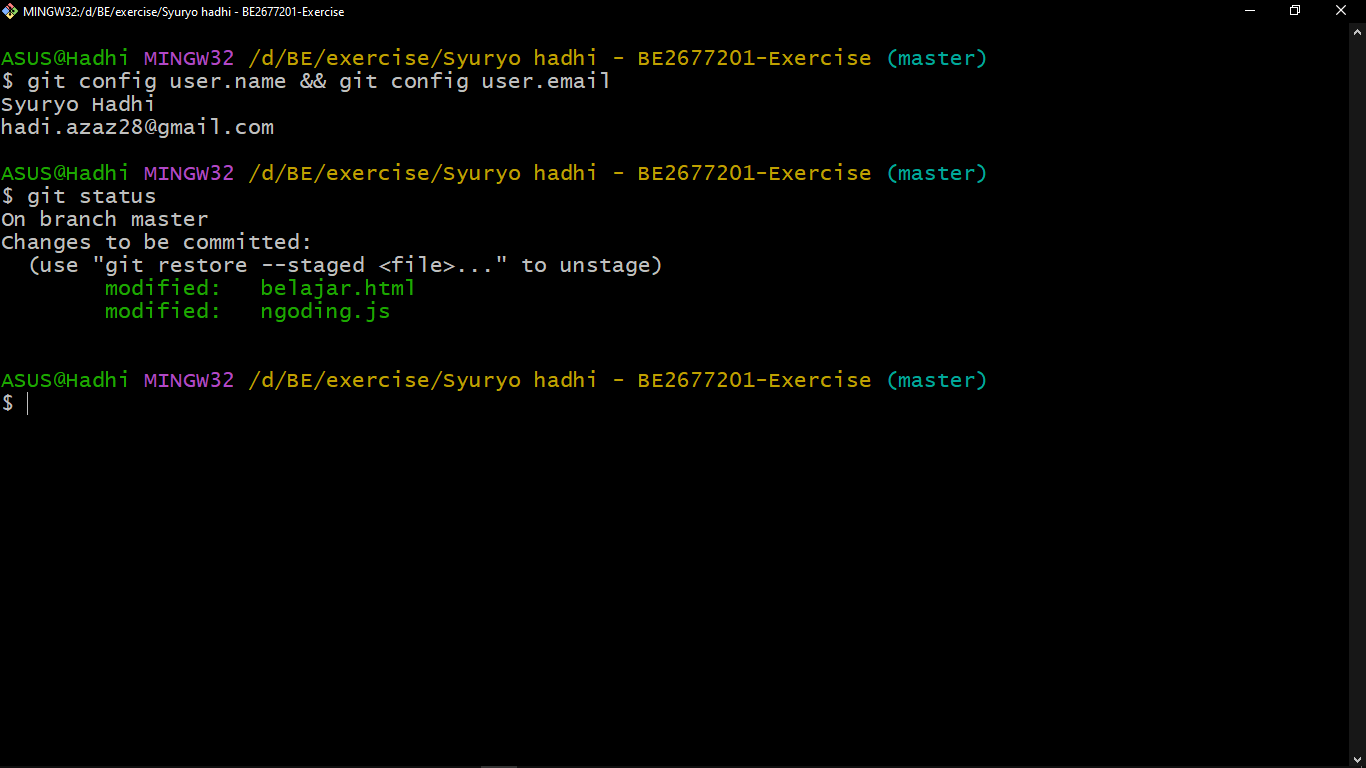 MINGW32:/d/BE/exercise/Syuryo hadhi - BE2677201-Exercise
ASUS@Hadhi MINGW32 /d/BE/exercise/Syuryo hadhi - BE2677201-Exercise (master)
$ git config user.name && git config user.email
Syuryo Hadhi
hadi.azaz28@gmail.com
ASUS@Hadhi MINGW32 /d/BE/exercise/Syuryo hadhi - BE2677201-Exercise (master)
$ git status
On branch master
Changes to be committed:
  (use "git restore --staged <file>..." to unstage)
        modified:   belajar.html
        modified:   ngoding.js
ASUS@Hadhi MINGW32 /d/BE/exercise/Syuryo hadhi - BE2677201-Exercise (master)
$